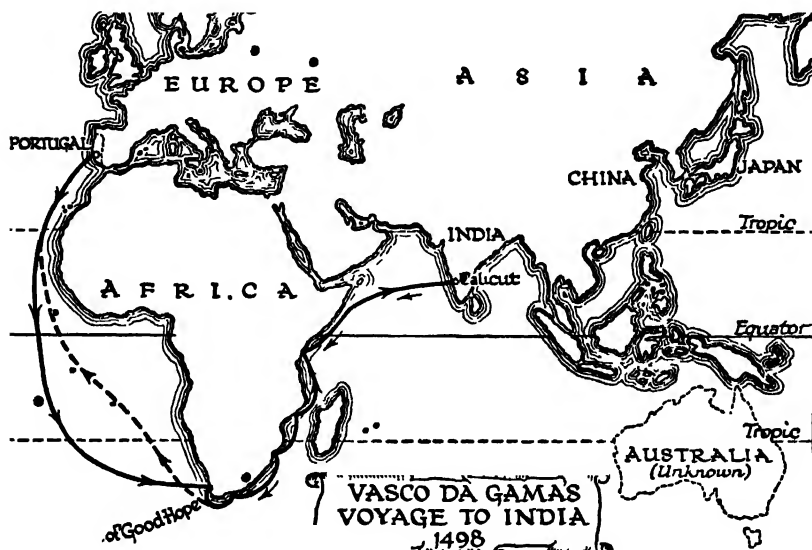 EUROPE
ASIA
PORTUGAL
CHINA
JAPAN
Tropic
INDIA
Calicut
AFRICA
Equator
Tropic
AUSTRALIA
(Unknown)
of Good Hope
VASCO DA GAMAS
VOYAGE TO INDIA
1498